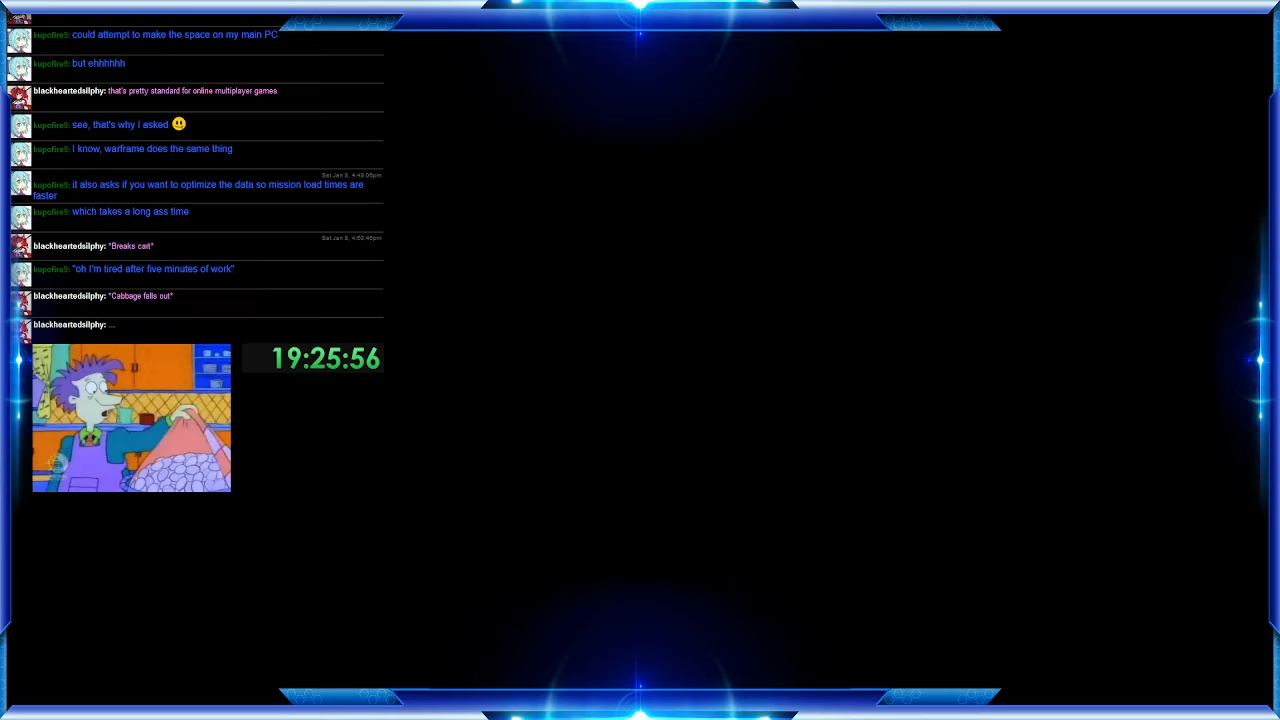 kupofire9: could attempt to make the space on my main PC
kupofire9: but ehhhhhh
blackheartedsilphy: that's pretty standard for online multiplayer games
kupofire9: see, that's why I asked
kupofire9: I know, warframe does the same thing
Sat Jan 8, 4:49:06pm
kupofire9: it also asks if you want to optimize the data so mission load times are
faster
kupofire9: which takes a long ass time
Sat Jan 8, 4:50:46pm
blackheartedsilphy: *Breaks cart*
kupofire9: "oh I'm tired after five minutes of work"
blackheartedsilphy: *Cabbage falls out*
blackheartedsilphy: ...
19:25:56